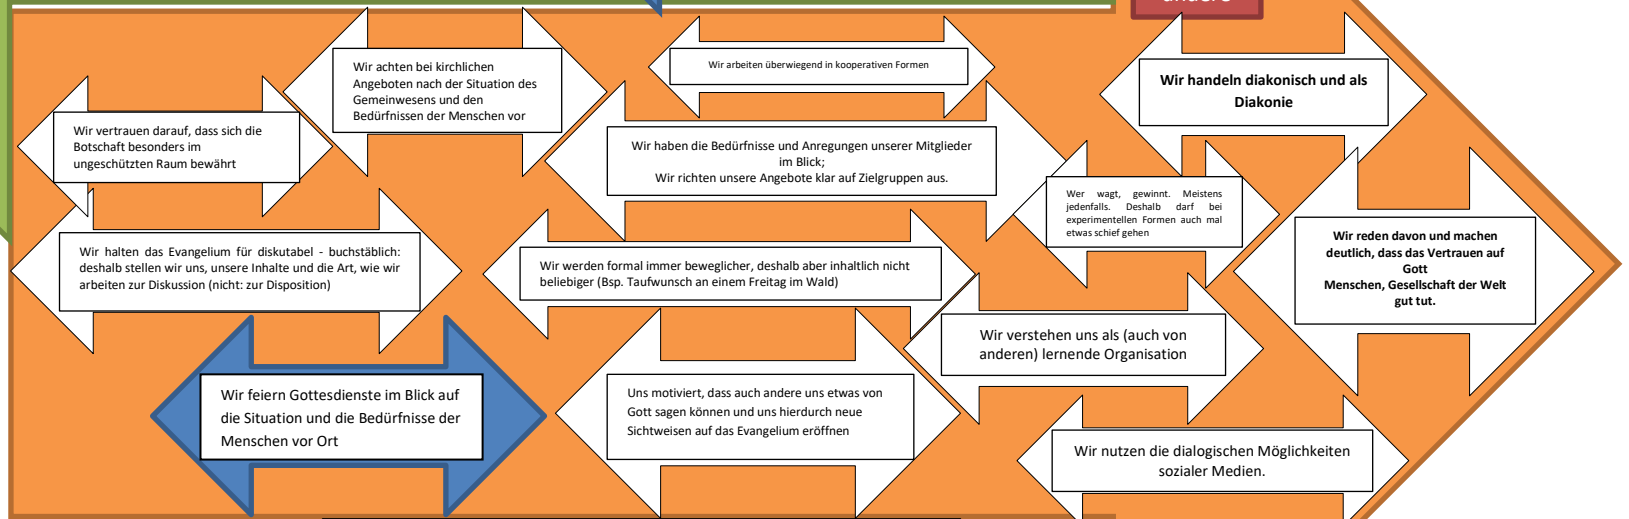 andere
Wir achten bei kirchlichen
Angeboten nach der Situation des
Gemeinwesens und den
Bedürfnissen der Menschen vor
Wir arbeiten überwiegend in kooperativen Formen
Wir handeln diakonisch und als
Diakonie
Wir vertrauen darauf, dass sich die
Botschaft besonders im
ungeschützten Raum bewährt
Wir haben die Bedürfnisse und Anregungen unserer Mitglieder
im Blick;
Wir richten unsere Angebote klar auf Zielgruppen aus.
Wer wagt, gewinnt. Meistens
jedenfalls. Deshalb darf bei
experimentellen Formen auch mal
etwas schief gehen
Wir reden davon und machen
deutlich, dass das Vertrauen auf
Gott
Menschen, Gesellschaft der Welt
gut tut.
Wir halten das Evangelium für diskutabel - buchstäblich:
deshalb stellen wir uns, unsere Inhalte und die Art, wie wir
arbeiten zur Diskussion (nicht: zur Disposition)
Wir werden formal immer beweglicher, deshalb aber inhaltlich nicht
beliebiger (Bsp. Taufwunsch an einem Freitag im Wald)
Wir verstehen uns als (auch von
anderen) lernende Organisation
Wir feiern Gottesdienste im Blick auf
die Situation und die Bedürfnisse der
Menschen vor Ort
Uns motiviert, dass auch andere uns etwas von
Gott sagen können und uns hierdurch neue
Sichtweisen auf das Evangelium eröffnen
Wir nutzen die dialogischen Möglichkeiten
sozialer Medien.